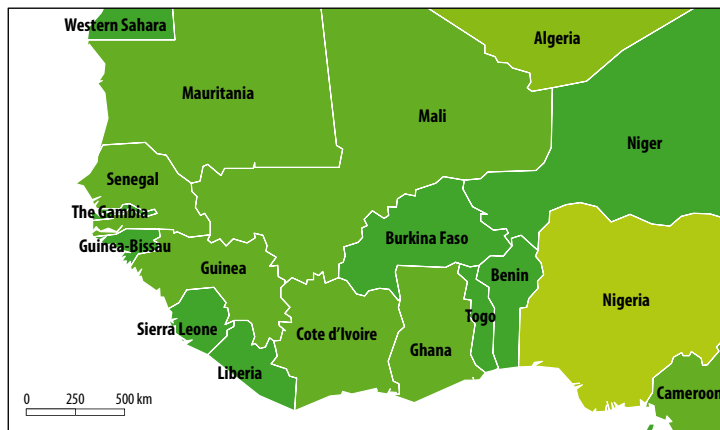 Western Sahara
Algeria
Mauritania
Mali
Niger
Senegal
The Gambia
Guinea-Bissau
Burkina Faso
Guinea
Benin
Nigeria
Togo
Sierra Leone
Cote d'Ivoire
Ghana
Liberia
Cameroon
0 250 500 km